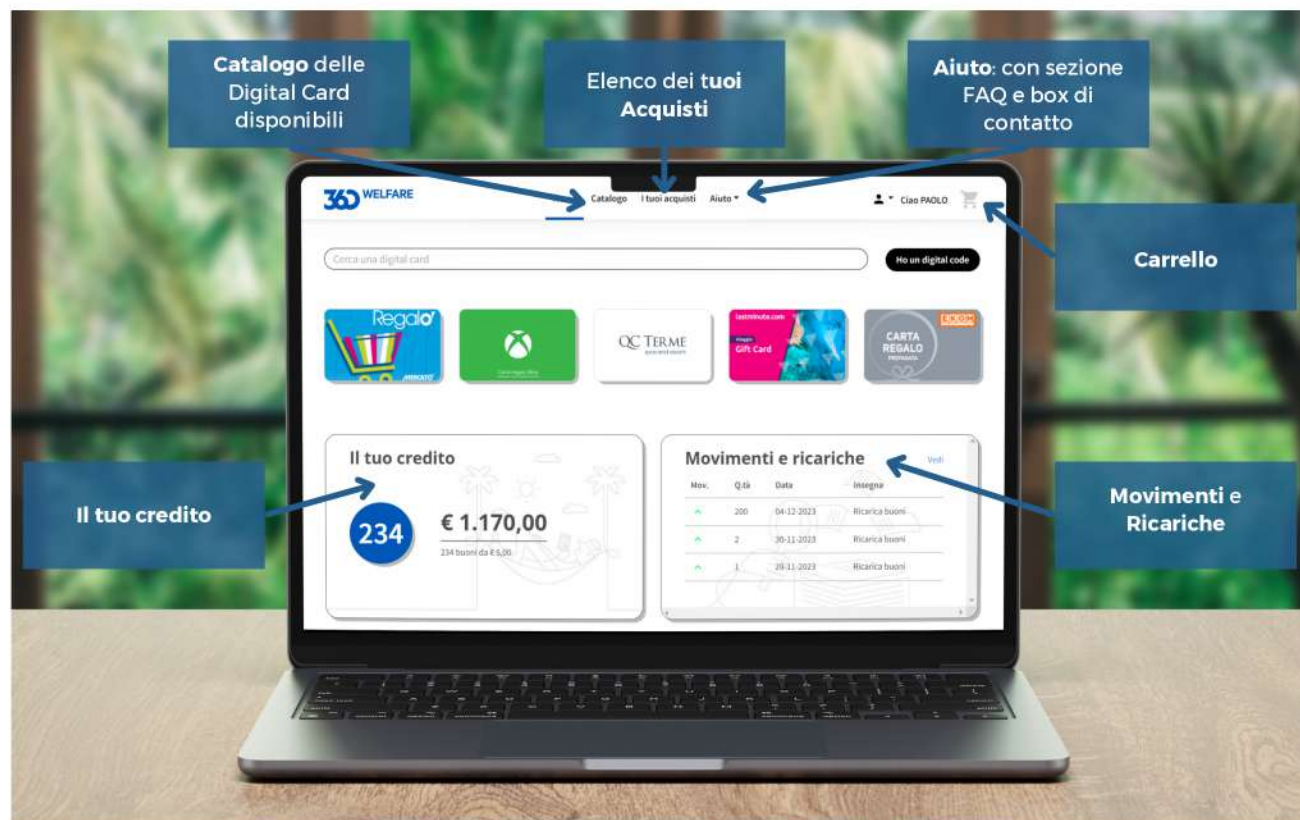 Catalogo delle
Digital Card
disponibili
Elenco dei tuoi
Acquisti
Aiuto: con sezione
FAQ e box di
contatto
360 WELFARE
Catalogo
I tuoi acquisti
Aiuto
Ciao PAOLO
Carrello
Cerca una digital card
Ho un digital code
Regalo'
MERCATO'
QC TERME
lastminute.com
Gift Card
CARTA
REGALO
PREPAGATA
EKOM
Il tuo credito
Il tuo credito
234
€ 1.170,00
234 buoni da € 5,00
Movimenti e ricariche
Vedi
Mov. Q.tà Data Insegna
200 04-12-2023 Ricarica buoni
2 30-11-2023 Ricarica buoni
1 29-11-2023 Ricarica buoni
Movimenti e
Ricariche